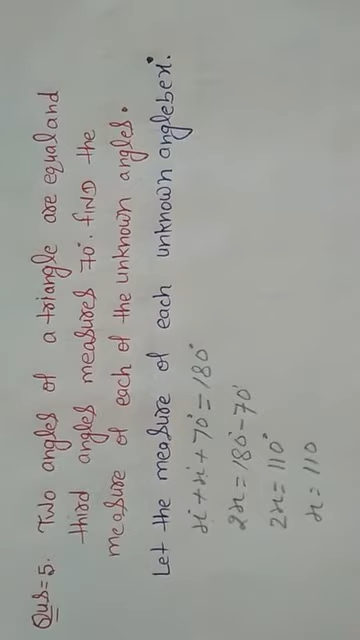 Qus=5. Two angles of a triangle are equal and
third angles measures 70°. FIND the
measure of each of the unknown angles.
Let the measure of each unknown angle be x°.
x + x + 70° = 180°
2x = 180° - 70°
2x = 110°
x = 110